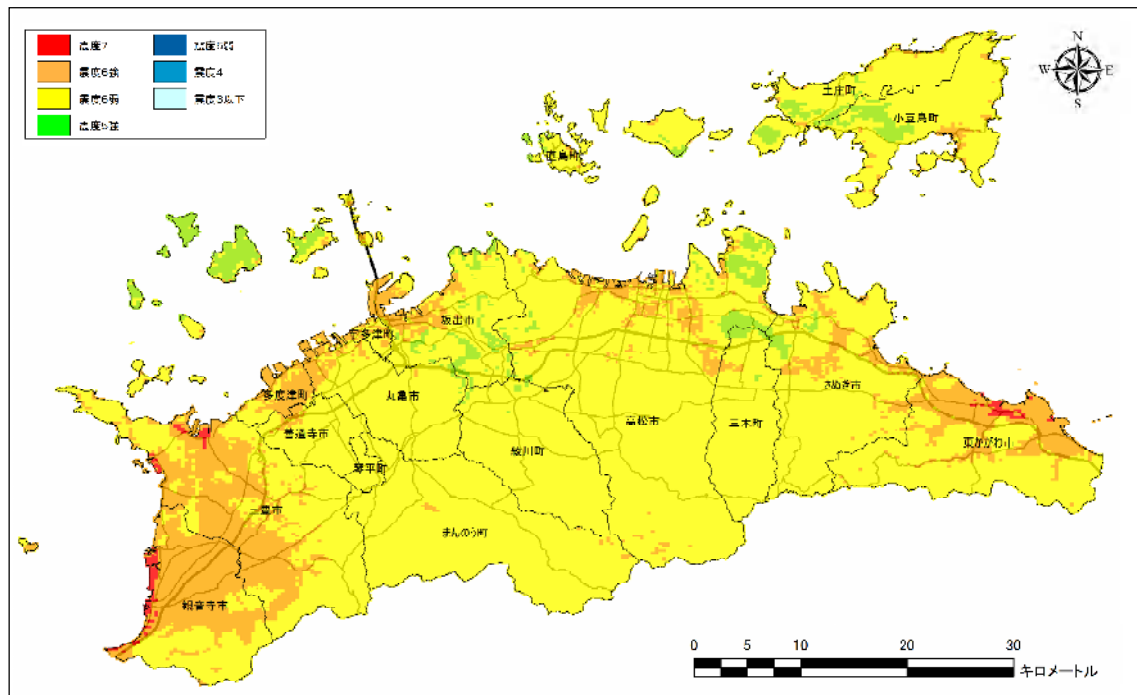 震度7
震度6強
震度6弱
震度5強
震度5弱
震度4
震度3以下
N
W
E
S
土庄町
小豆島町
直島町
坂出市
宇多津町
多度津町
丸亀市
善通寺市
琴平町
綾川町
高松市
三木町
さぬき市
東かがわ市
三豊市
まんのう町
観音寺市
0
5
10
20
30
キロメートル